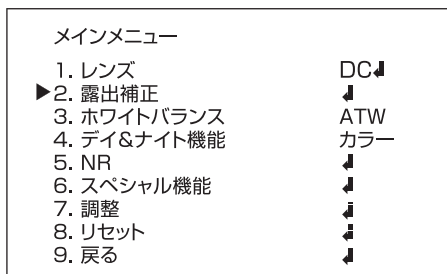 メインメニュー
1. レンズ DC↲
▶2. 露出補正 ↲
3. ホワイトバランス ATW
4. デイ&ナイト機能 カラー
5. NR ↲
6. スペシャル機能 ↲
7. 調整 ↲
8. リセット ↲
9. 戻る ↲